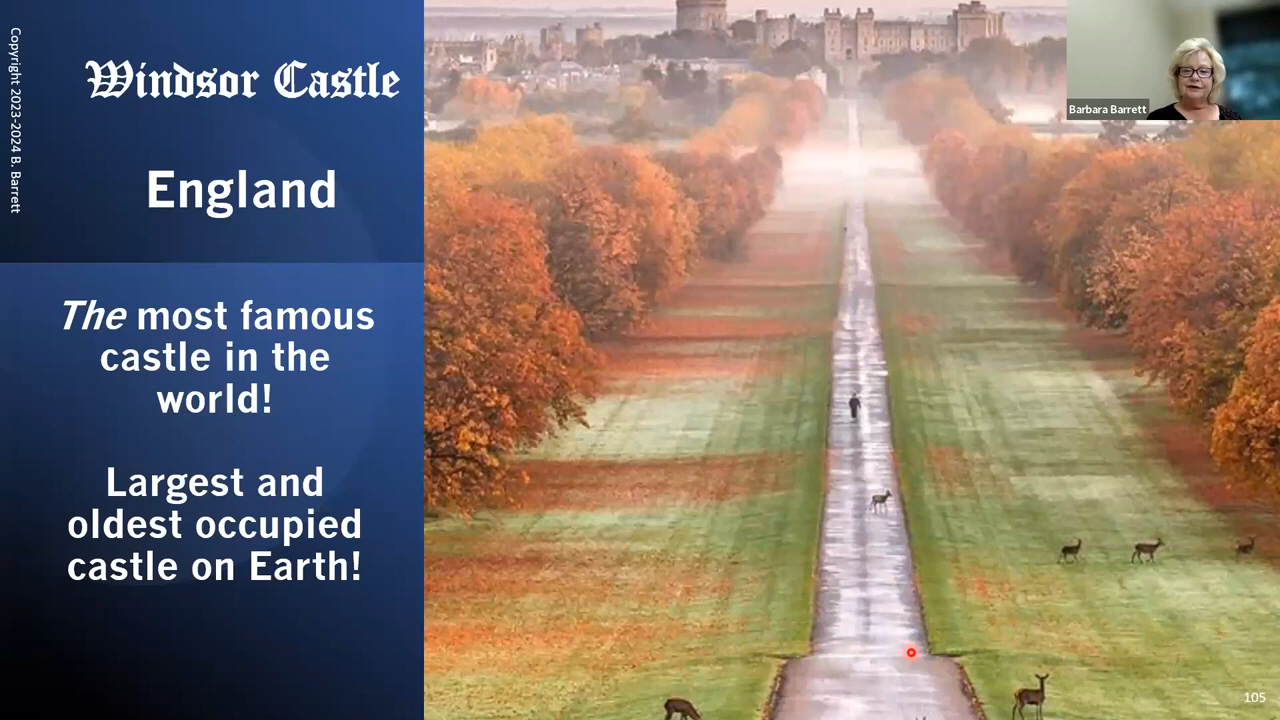 Copyright 2023-2024 B. Barrett
Windsor Castle
England
The most famous
castle in the
world!
Largest and
oldest occupied
castle on Earth!
Barbara Barrett
105